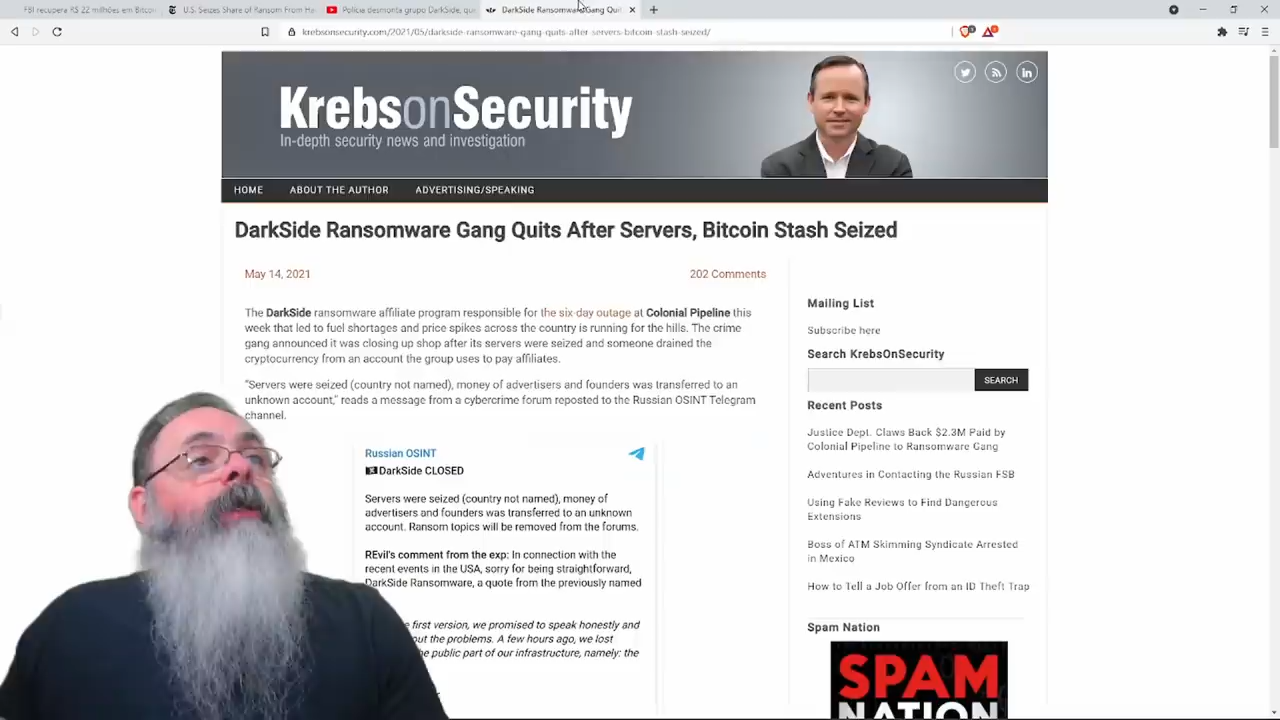 FBI recupera R$ 22 milhões em Bitcoi
U.S. Seizes Share of Ransom From Ha
Polícia desmonta grupo DarkSide, qu
DarkSide Ransomware Gang Quit
krebsonsecurity.com/2021/05/darkside-ransomware-gang-quits-after-servers-bitcoin-stash-seized/
KrebsonSecurity
In-depth security news and investigation
HOME
ABOUT THE AUTHOR
ADVERTISING/SPEAKING
DarkSide Ransomware Gang Quits After Servers, Bitcoin Stash Seized
May 14, 2021
202 Comments
The DarkSide ransomware affiliate program responsible for the six-day outage at Colonial Pipeline this
week that led to fuel shortages and price spikes across the country is running for the hills. The crime
gang announced it was closing up shop after its servers were seized and someone drained the
cryptocurrency from an account the group uses to pay affiliates.
“Servers were seized (country not named), money of advertisers and founders was transferred to an
unknown account,” reads a message from a cybercrime forum reposted to the Russian OSINT Telegram
channel.
Russian OSINT
DarkSide CLOSED
Servers were seized (country not named), money of
advertisers and founders was transferred to an unknown
account. Ransom topics will be removed from the forums.
REvil's comment from the exp: In connection with the
recent events in the USA, sorry for being straightforward,
DarkSide Ransomware, a quote from the previously named
first version, we promised to speak honestly and
the problems. A few hours ago, we lost
the public part of our infrastructure, namely: the
Mailing List
Subscribe here
Search KrebsOnSecurity
SEARCH
Recent Posts
Justice Dept. Claws Back $2.3M Paid by
Colonial Pipeline to Ransomware Gang
Adventures in Contacting the Russian FSB
Using Fake Reviews to Find Dangerous
Extensions
Boss of ATM Skimming Syndicate Arrested
in Mexico
How to Tell a Job Offer from an ID Theft Trap
Spam Nation
SPAM
NATION